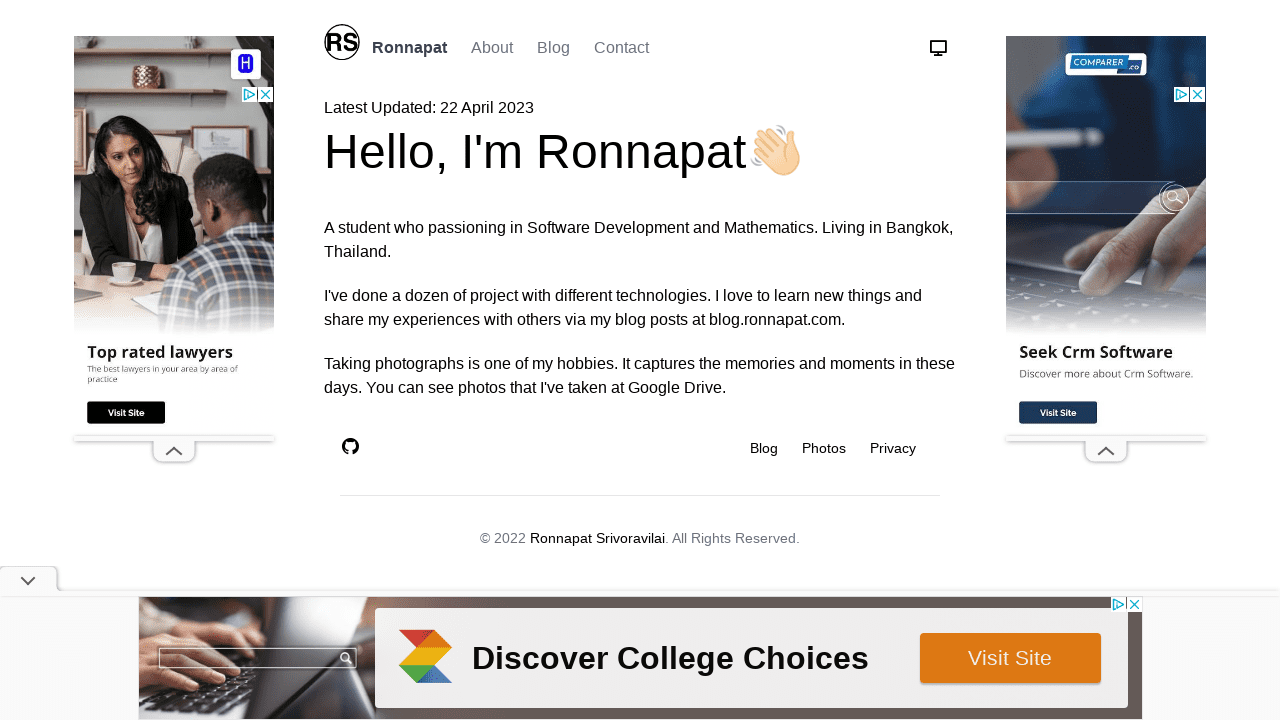 RS
Ronnapat About Blog Contact
Latest Updated: 22 April 2023
Hello, I'm Ronnapat👋🏻
A student who passioning in Software Development and Mathematics. Living in Bangkok,
Thailand.
I've done a dozen of project with different technologies. I love to learn new things and
share my experiences with others via my blog posts at blog.ronnapat.com.
Taking photographs is one of my hobbies. It captures the memories and moments in these
days. You can see photos that I've taken at Google Drive.
Blog Photos Privacy
© 2022 Ronnapat Srivoravilai. All Rights Reserved.
H
Top rated lawyers
The best lawyers in your area by area of
practice
Visit Site
COMPARER
.co
Seek Crm Software
Discover more about Crm Software.
Visit Site
Discover College Choices
Visit Site